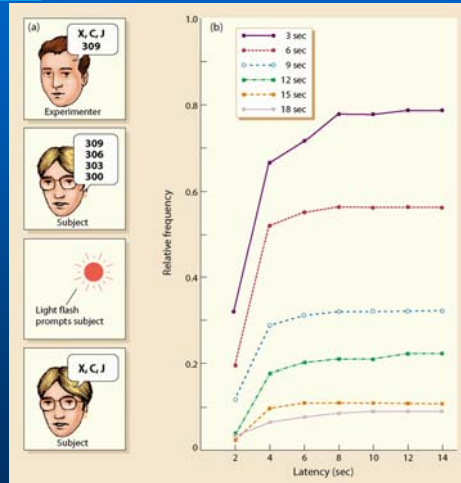 (a)
X, C, J
309
Experimenter
309
306
303
300
Subject
Light flash
prompts subject
X, C, J
Subject
(b)
3 sec
6 sec
9 sec
12 sec
15 sec
18 sec
1.0
0.8
0.6
0.4
0.2
0
Relative frequency
2 4 6 8 10 12 14
Latency (sec)